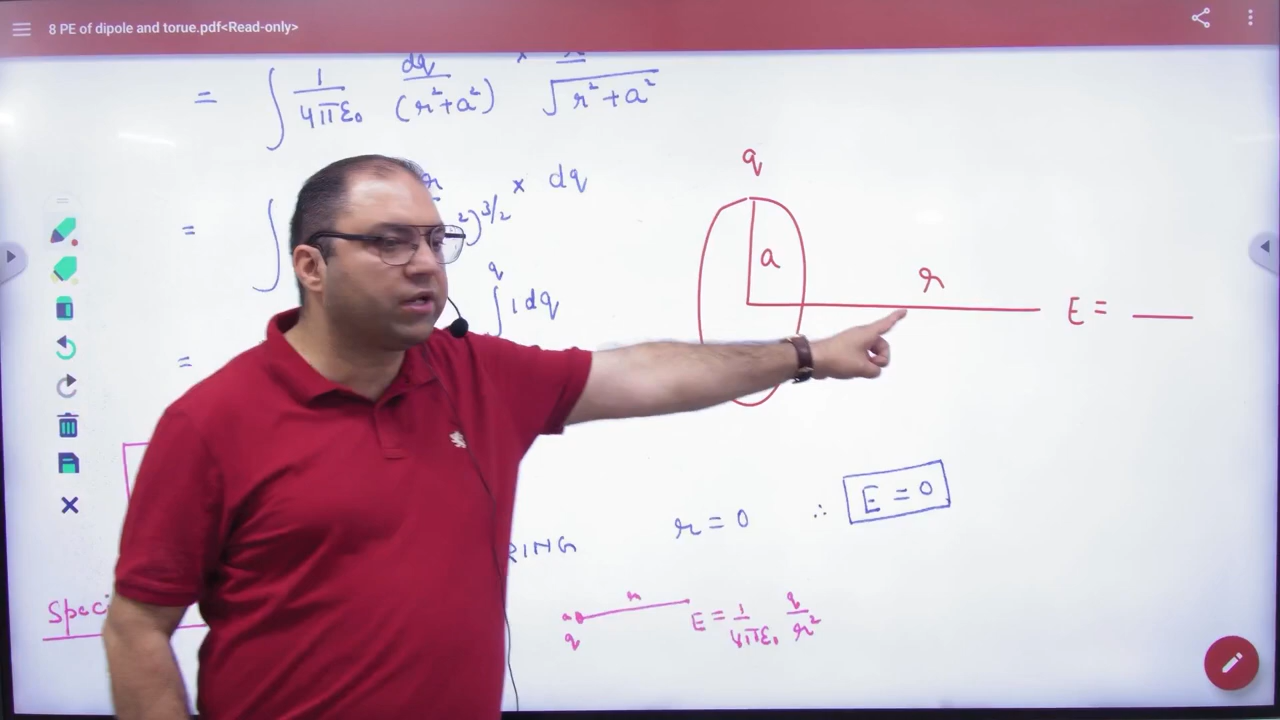 8 PE of dipole and torue.pdf<Read-only>
= ∫ 1/4πε₀ dq/(r²+a²) × /√r²+a²
= ∫ r ²)^3/2 × dq
= ∫ q 1dq
q
a
r
E = ___
RING r = 0 ∴ E = 0
Spec
q r E = 1/4πε₀ q/r²